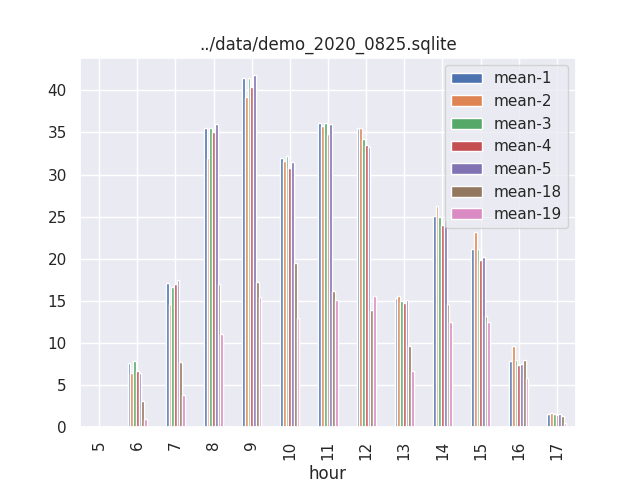 ../data/demo_2020_0825.sqlite
40
35
30
25
20
15
10
5
0
mean-1
mean-2
mean-3
mean-4
mean-5
mean-18
mean-19
5 6 7 8 9 10 11 12 13 14 15 16 17
hour